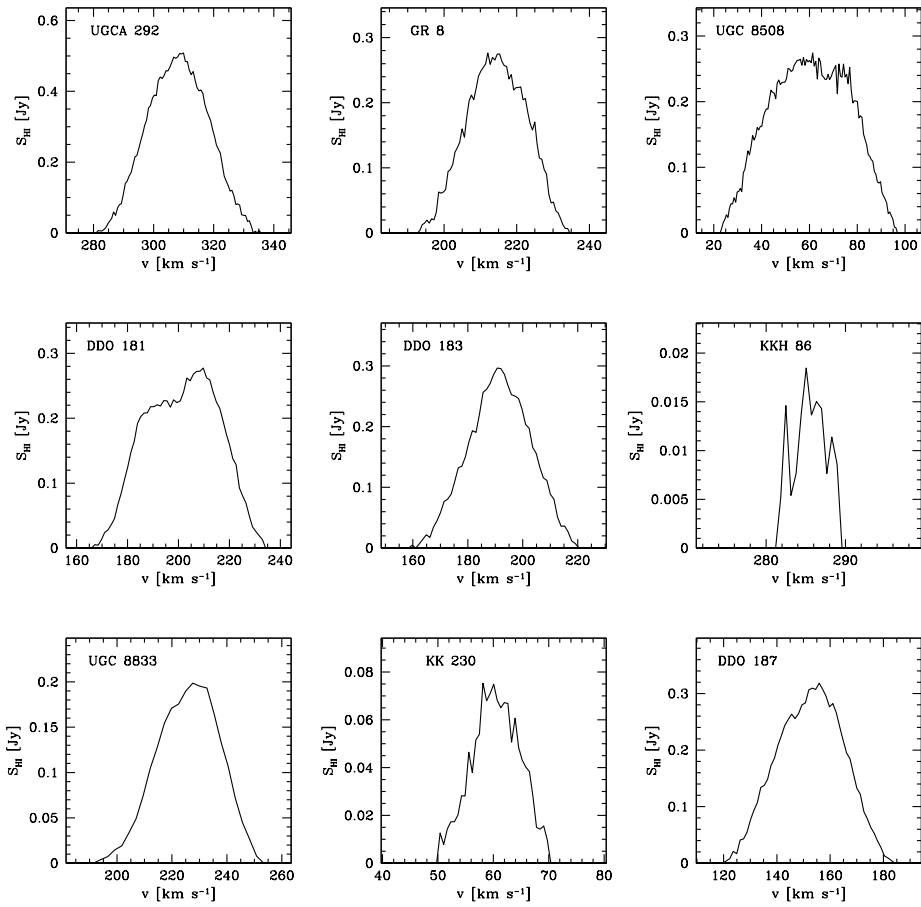 UGCA 292
0.6
0.4
0.2
0
S_HI [Jy]
280 300 320 340
v [km s⁻¹]
GR 8
0.3
0.2
0.1
0
S_HI [Jy]
200 220 240
v [km s⁻¹]
UGC 8508
0.3
0.2
0.1
0
S_HI [Jy]
20 40 60 80 100
v [km s⁻¹]
DDO 181
0.3
0.2
0.1
0
S_HI [Jy]
160 180 200 220 240
v [km s⁻¹]
DDO 183
0.3
0.2
0.1
0
S_HI [Jy]
160 180 200 220
v [km s⁻¹]
KKH 86
0.02
0.015
0.01
0.005
0
S_HI [Jy]
280 290
v [km s⁻¹]
UGC 8833
0.2
0.15
0.1
0.05
0
S_HI [Jy]
200 220 240 260
v [km s⁻¹]
KK 230
0.08
0.06
0.04
0.02
0
S_HI [Jy]
40 50 60 70 80
v [km s⁻¹]
DDO 187
0.3
0.2
0.1
0
S_HI [Jy]
120 140 160 180
v [km s⁻¹]